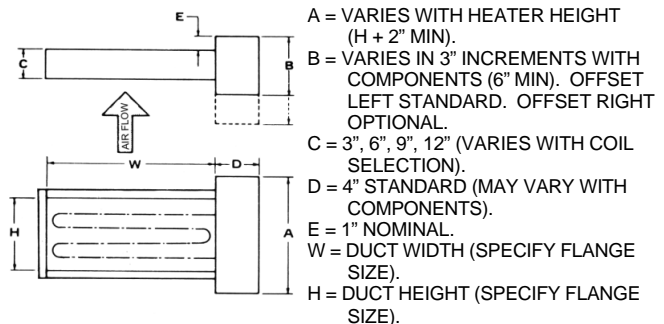 E
C
B
AIR FLOW
W
D
H
A
A = VARIES WITH HEATER HEIGHT
(H + 2” MIN).
B = VARIES IN 3” INCREMENTS WITH
COMPONENTS (6” MIN).  OFFSET
LEFT STANDARD.  OFFSET RIGHT
OPTIONAL.
C = 3”, 6”, 9”, 12” (VARIES WITH COIL
SELECTION).
D = 4” STANDARD (MAY VARY WITH
COMPONENTS).
E = 1” NOMINAL.
W = DUCT WIDTH (SPECIFY FLANGE
SIZE).
H = DUCT HEIGHT (SPECIFY FLANGE
SIZE).